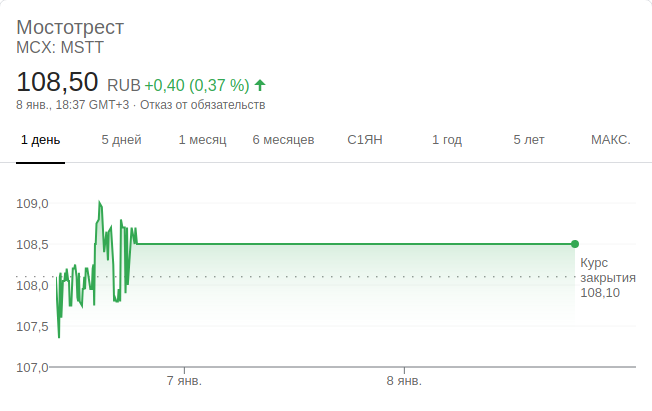 Мостотрест
MCX: MSTT
108,50 RUB +0,40 (0,37 %)
8 янв., 18:37 GMT+3 · Отказ от обязательств
1 день 5 дней 1 месяц 6 месяцев С1ЯН 1 год 5 лет МАКС.
109,0
108,5
Курс
закрытия
108,10
108,0
107,5
107,0
7 янв. 8 янв.